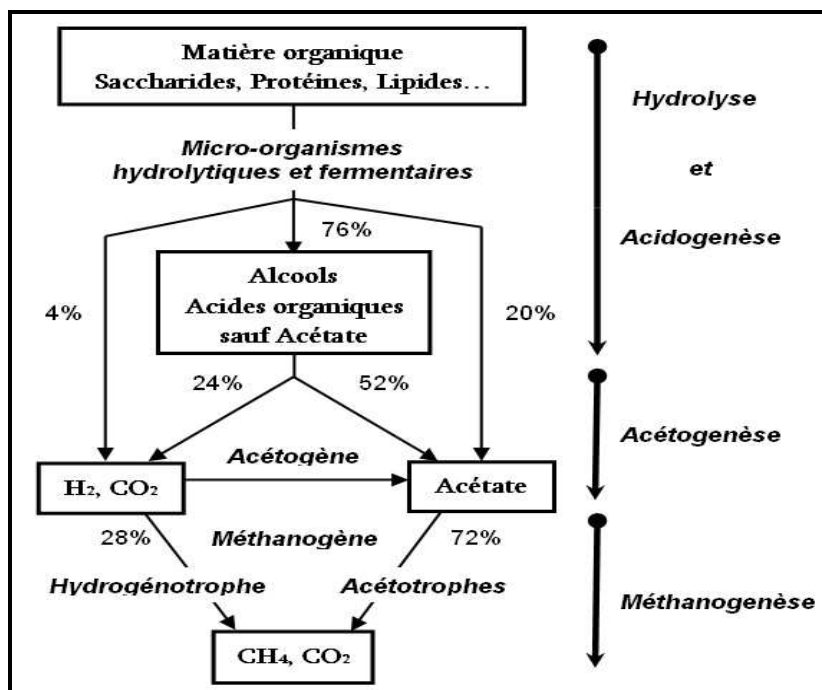 Matière organique
Saccharides, Protéines, Lipides…
Hydrolyse
Micro-organismes
hydrolytiques et fermentaires
et
76%
Acidogenèse
Alcools
Acides organiques
sauf Acétate
4%
20%
24%
52%
Acétogenèse
Acétogène
H₂, CO₂
Acétate
28%
Méthanogène
72%
Hydrogénotrophe
Acétotrophes
Méthanogenèse
CH₄, CO₂